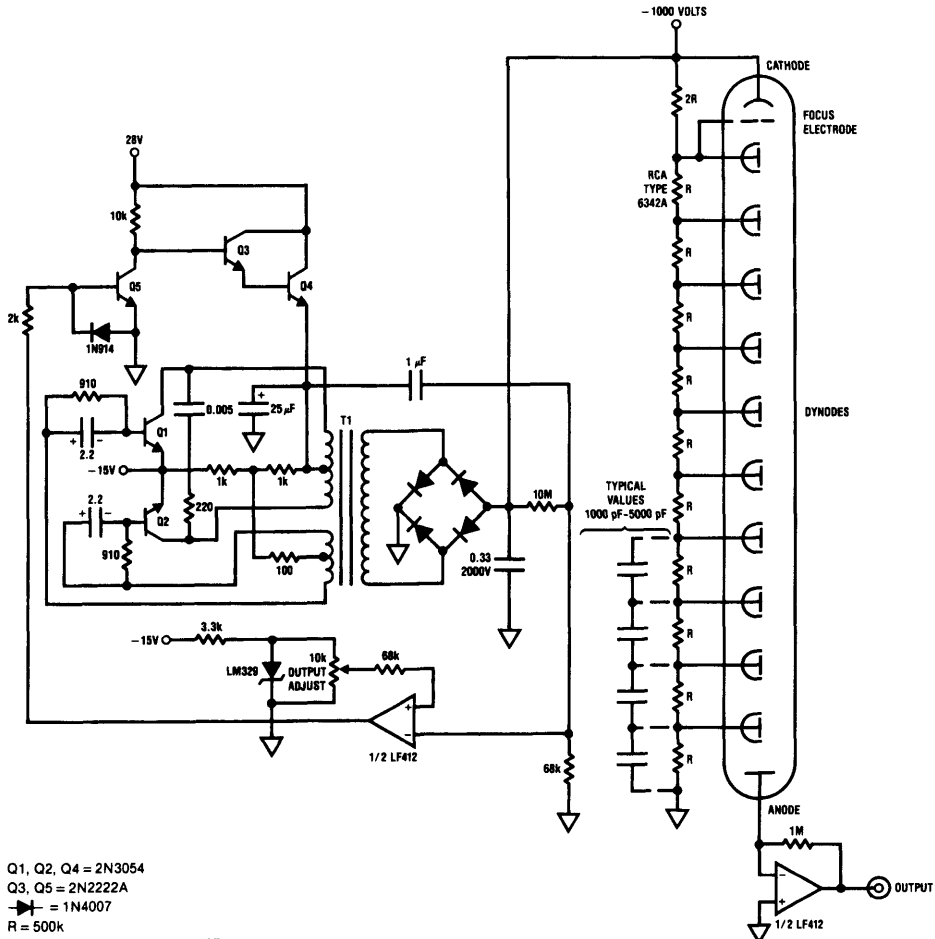 − 1000 VOLTS
CATHODE
2R
FOCUS
ELECTRODE
DYNODES
28V
RCA
TYPE
6342A
R
10k
Q3
R
Q5
Q4
2k
R
1N914
1 µF
R
910
0.005
+
25 µF
T1
DYNODES
Q1
R
+ −
2.2
−15V
1k
1k
TYPICAL
VALUES
1000 pF-5000 pF
R
2.2
+ −
220
10M
Q2
910
100
0.33
2000V
R
3.3k
R
−15V
LM329
10k
OUTPUT
ADJUST
68k
R
+
−
1/2 LF412
68k
R
ANODE
1M
Q1, Q2, Q4 = 2N3054
Q3, Q5 = 2N2222A
= 1N4007
R = 500k
−
+
OUTPUT
1/2 LF412